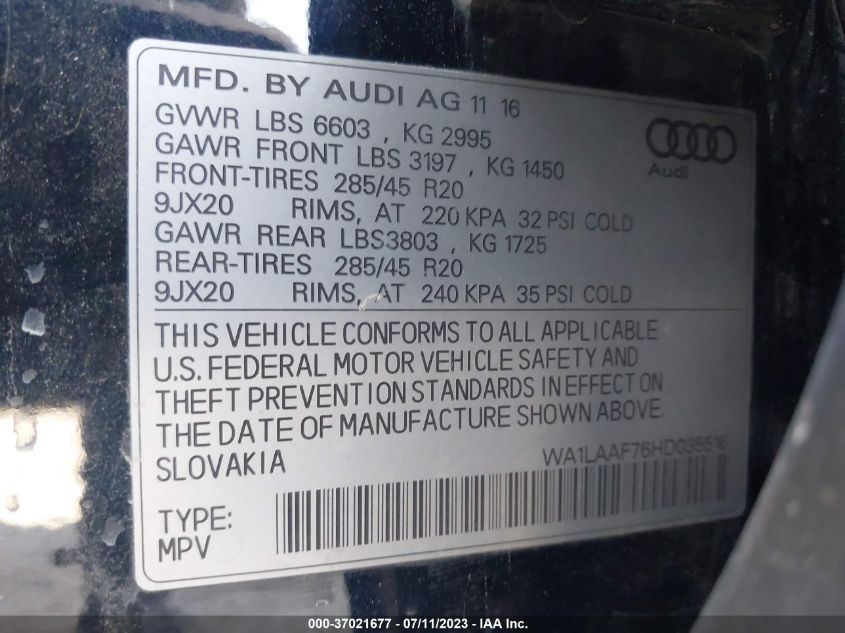 MFD. BY AUDI AG 11 16
GVWR LBS 6603 , KG 2995
GAWR FRONT LBS 3197 , KG 1450
FRONT-TIRES 285/45 R20
9JX20 RIMS, AT 220 KPA 32 PSI COLD
GAWR REAR LBS3803 , KG 1725
REAR-TIRES 285/45 R20
9JX20 RIMS, AT 240 KPA 35 PSI COLD
Audi
THIS VEHICLE CONFORMS TO ALL APPLICABLE
U.S. FEDERAL MOTOR VEHICLE SAFETY AND
THEFT PREVENTION STANDARDS IN EFFECT ON
THE DATE OF MANUFACTURE SHOWN ABOVE.
SLOVAKIA
WA1LAAF76HD035516
TYPE:
MPV
000-37021677 - 07/11/2023 - IAA Inc.